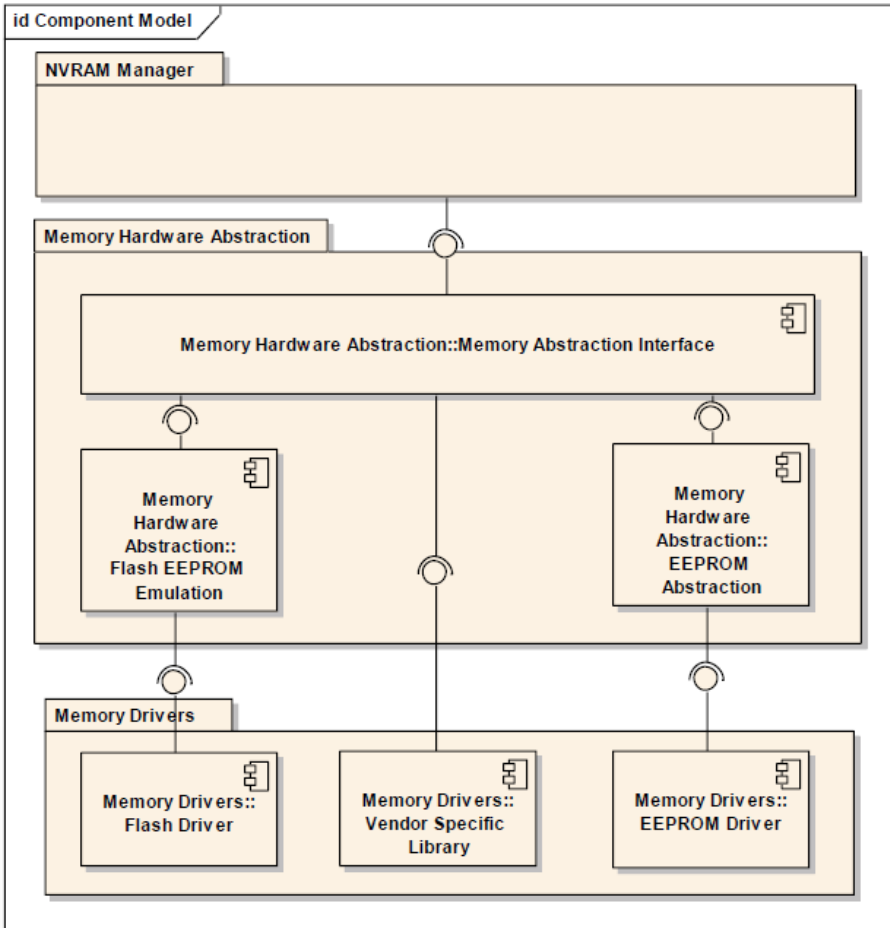 id Component Model
NVRAM Manager
Memory Hardware Abstraction
Memory Hardware Abstraction::Memory Abstraction Interface
Memory
Hardware
Abstraction::
Flash EEPROM
Emulation
Memory
Hardware
Abstraction::
EEPROM
Abstraction
Memory Drivers
Memory Drivers::
Flash Driver
Memory Drivers::
Vendor Specific
Library
Memory Drivers::
EEPROM Driver